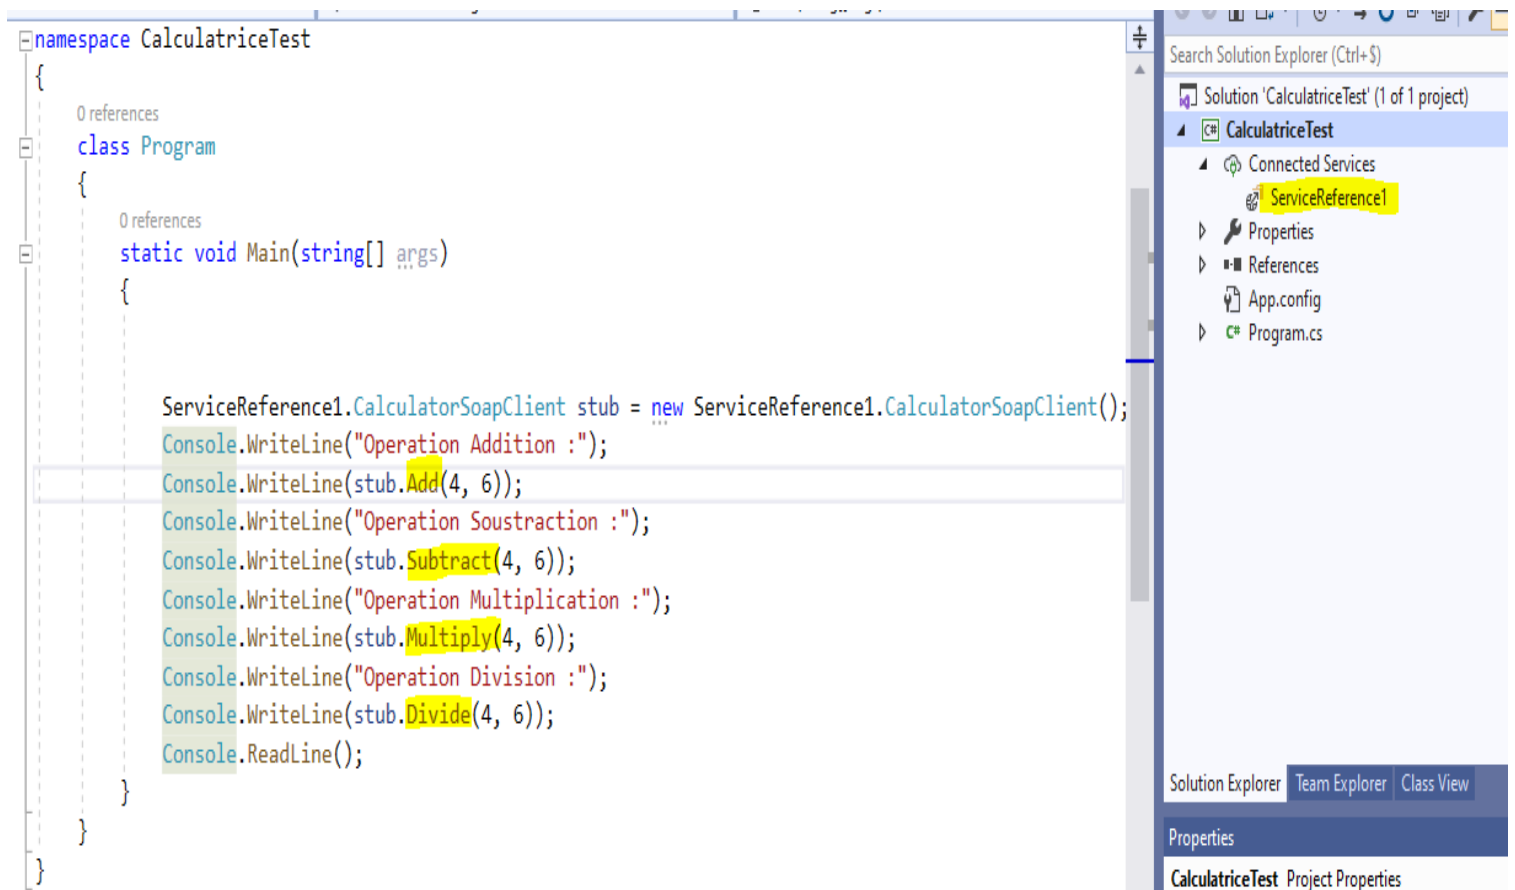 namespace CalculatriceTest
{
0 references
class Program
{
0 references
static void Main(string[] args)
{
ServiceReference1.CalculatorSoapClient stub = new ServiceReference1.CalculatorSoapClient();
Console.WriteLine("Operation Addition :");
Console.WriteLine(stub.Add(4, 6));
Console.WriteLine("Operation Soustraction :");
Console.WriteLine(stub.Subtract(4, 6));
Console.WriteLine("Operation Multiplication :");
Console.WriteLine(stub.Multiply(4, 6));
Console.WriteLine("Operation Division :");
Console.WriteLine(stub.Divide(4, 6));
Console.ReadLine();
}
}
}
Search Solution Explorer (Ctrl+$)
Solution 'CalculatriceTest' (1 of 1 project)
C# CalculatriceTest
Connected Services
ServiceReference1
Properties
References
App.config
C# Program.cs
Solution Explorer Team Explorer Class View
Properties
CalculatriceTest Project Properties